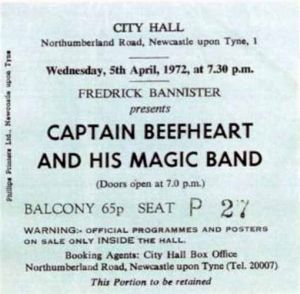 CITY HALL
Northumberland Road, Newcastle upon Tyne, 1
Wednesday, 5th April, 1972, at 7.30 p.m.
FREDRICK BANNISTER
presents
CAPTAIN BEEFHEART
AND HIS MAGIC BAND
(Doors open at 7.0 p.m.)
BALCONY 65p SEAT P 27
WARNING:- OFFICIAL PROGRAMMES AND POSTERS
ON SALE ONLY INSIDE THE HALL.
Booking Agents: City Hall Box Office
Northumberland Road, Newcastle upon Tyne (Tel. 20007)
This Portion to be retained
Phillips Printers Ltd., Newcastle upon Tyne